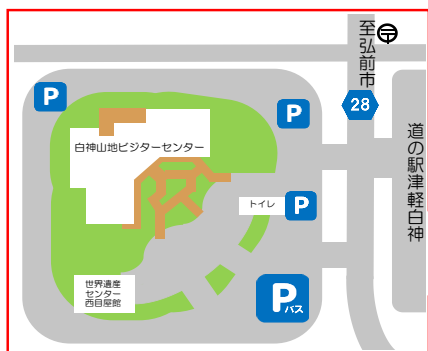 至弘前市
〒
P
P
28
白神山地ビジターセンター
道の駅津軽白神
トイレ
P
世界遺産
センター
西目屋館
P
バス